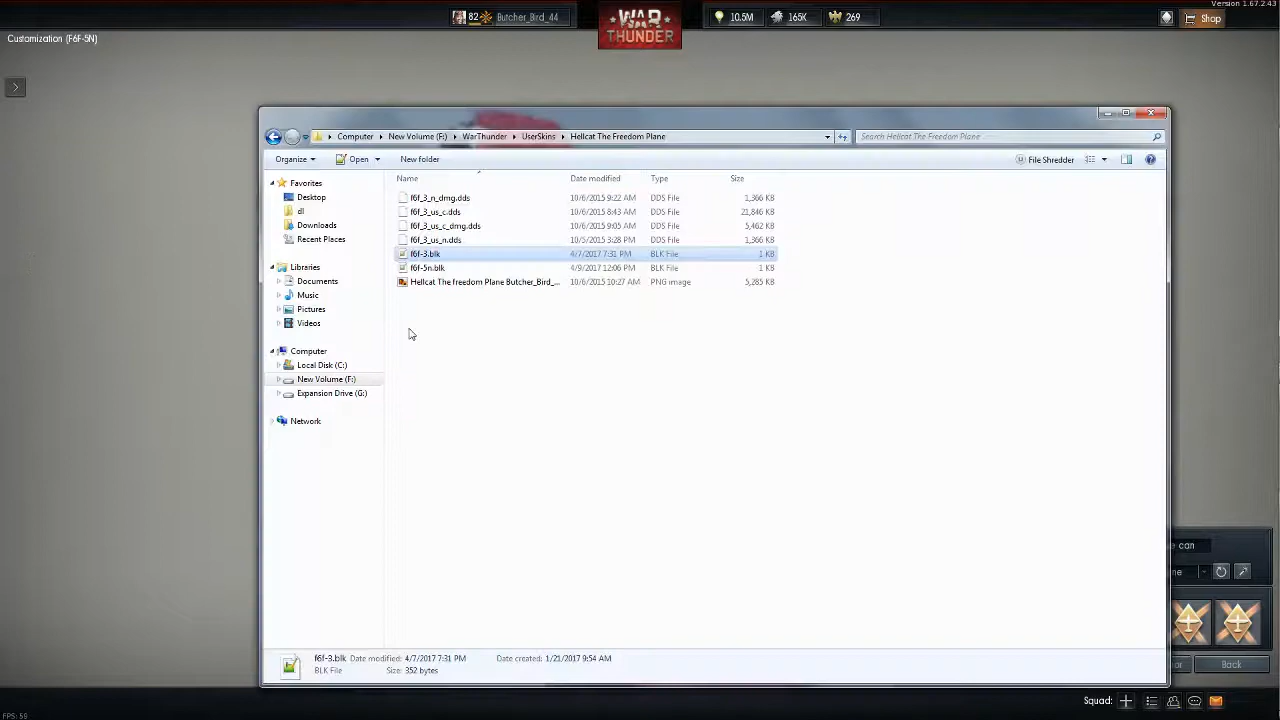 Version 1.67.2.43
82 Butcher_Bird_44
WAR THUNDER
10.5M 165K 269
Shop
Customization (F6F-5N)
Computer New Volume (F:) WarThunder UserSkins Hellcat The Freedom Plane
Search Hellcat The Freedom Plane
Organize Open New folder File Shredder
Name Date modified Type Size
Favorites
Desktop
dl
Downloads
Recent Places
Libraries
Documents
Music
Pictures
Videos
Computer
Local Disk (C:)
New Volume (F:)
Expansion Drive (G:)
Network
f6f_3_n_dmg.dds 10/6/2015 9:22 AM DDS File 1,366 KB
f6f_3_us_c.dds 10/6/2015 8:43 AM DDS File 21,846 KB
f6f_3_us_c_dmg.dds 10/6/2015 9:05 AM DDS File 5,462 KB
f6f_3_us_n.dds 10/5/2015 3:28 PM DDS File 1,366 KB
f6f-3.blk 4/7/2017 7:31 PM BLK File 1 KB
f6f-5n.blk 4/9/2017 12:06 PM BLK File 1 KB
Hellcat The freedom Plane Butcher_Bird_... 10/6/2015 10:27 AM PNG image 5,285 KB
f6f-3.blk Date modified: 4/7/2017 7:31 PM Date created: 1/21/2017 9:54 AM
BLK File Size: 352 bytes
can
Back
Squad:
FPS: 59